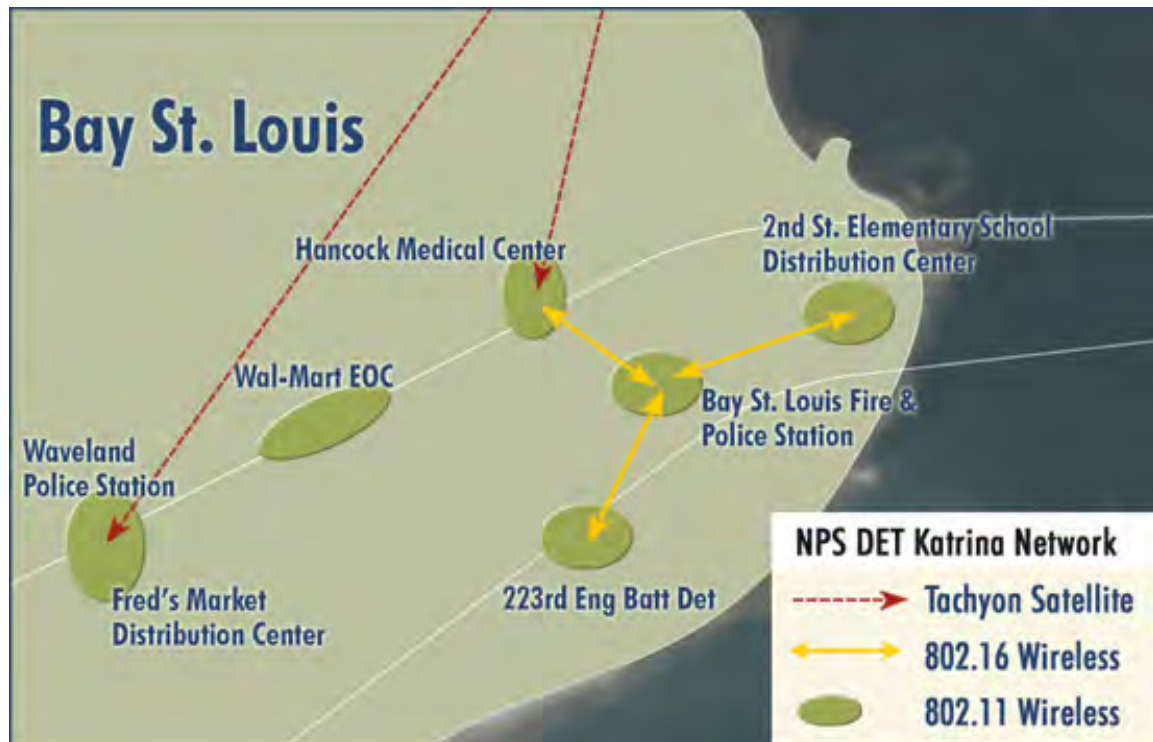 Bay St. Louis
Hancock Medical Center
2nd St. Elementary School
Distribution Center
Wal-Mart EOC
Bay St. Louis Fire &
Police Station
Waveland
Police Station
Fred's Market
Distribution Center
223rd Eng Batt Det
NPS DET Katrina Network
Tachyon Satellite
802.16 Wireless
802.11 Wireless